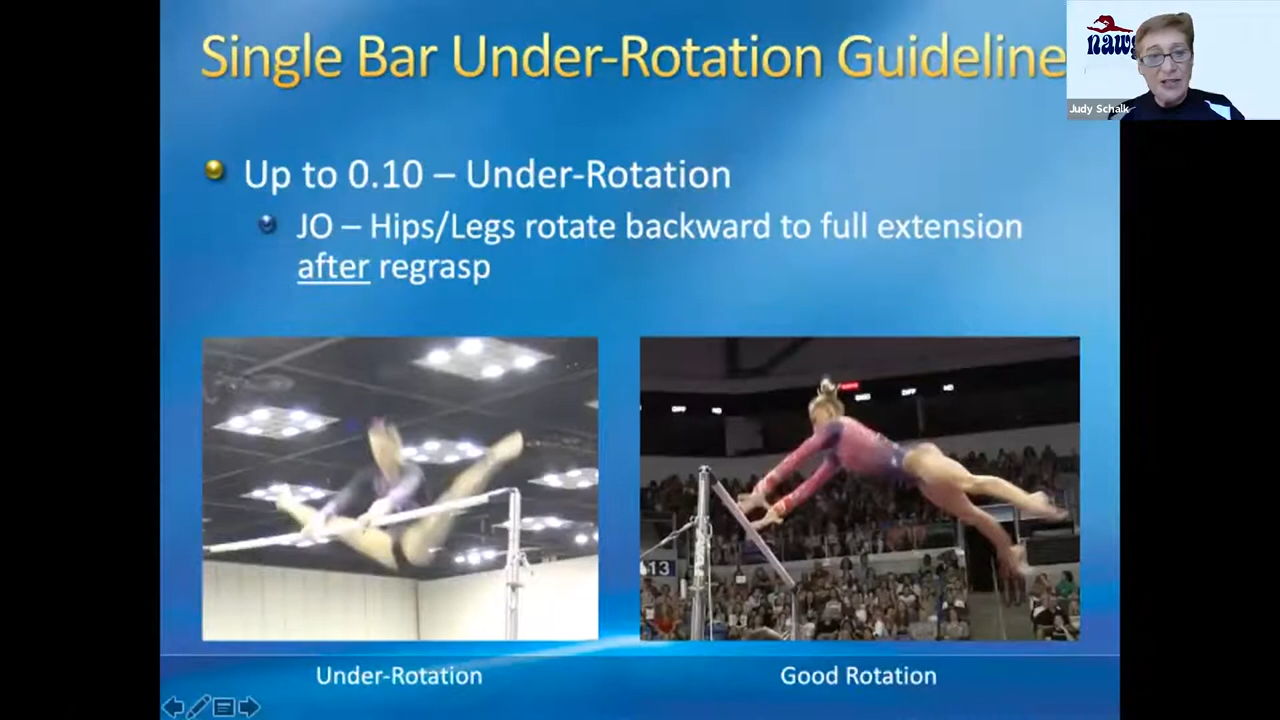 Single Bar Under-Rotation Guideline
naws
Judy Schalk
Up to 0.10 – Under-Rotation
JO – Hips/Legs rotate backward to full extension
after regrasp
13
Under-Rotation
Good Rotation